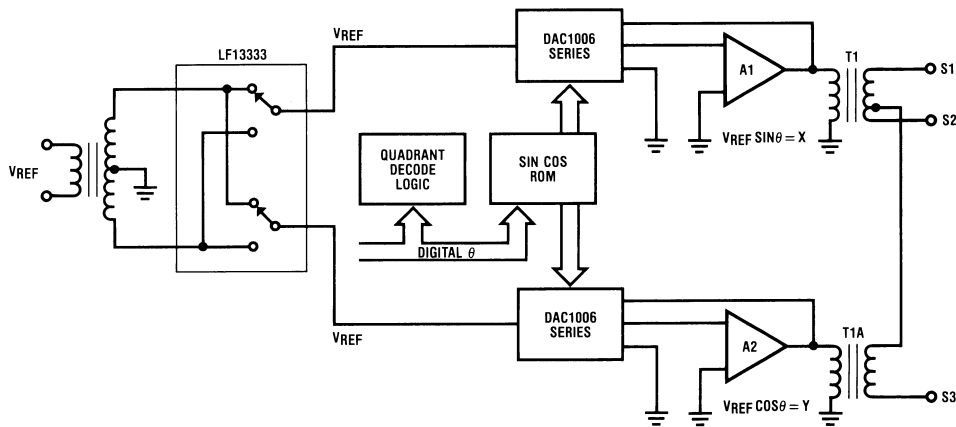 LF13333
VREF
DAC1006
SERIES
A1
T1
S1
S2
VREF SINθ = X
VREF
QUADRANT
DECODE
LOGIC
SIN COS
ROM
DIGITAL θ
VREF
DAC1006
SERIES
A2
T1A
S3
VREF COSθ = Y